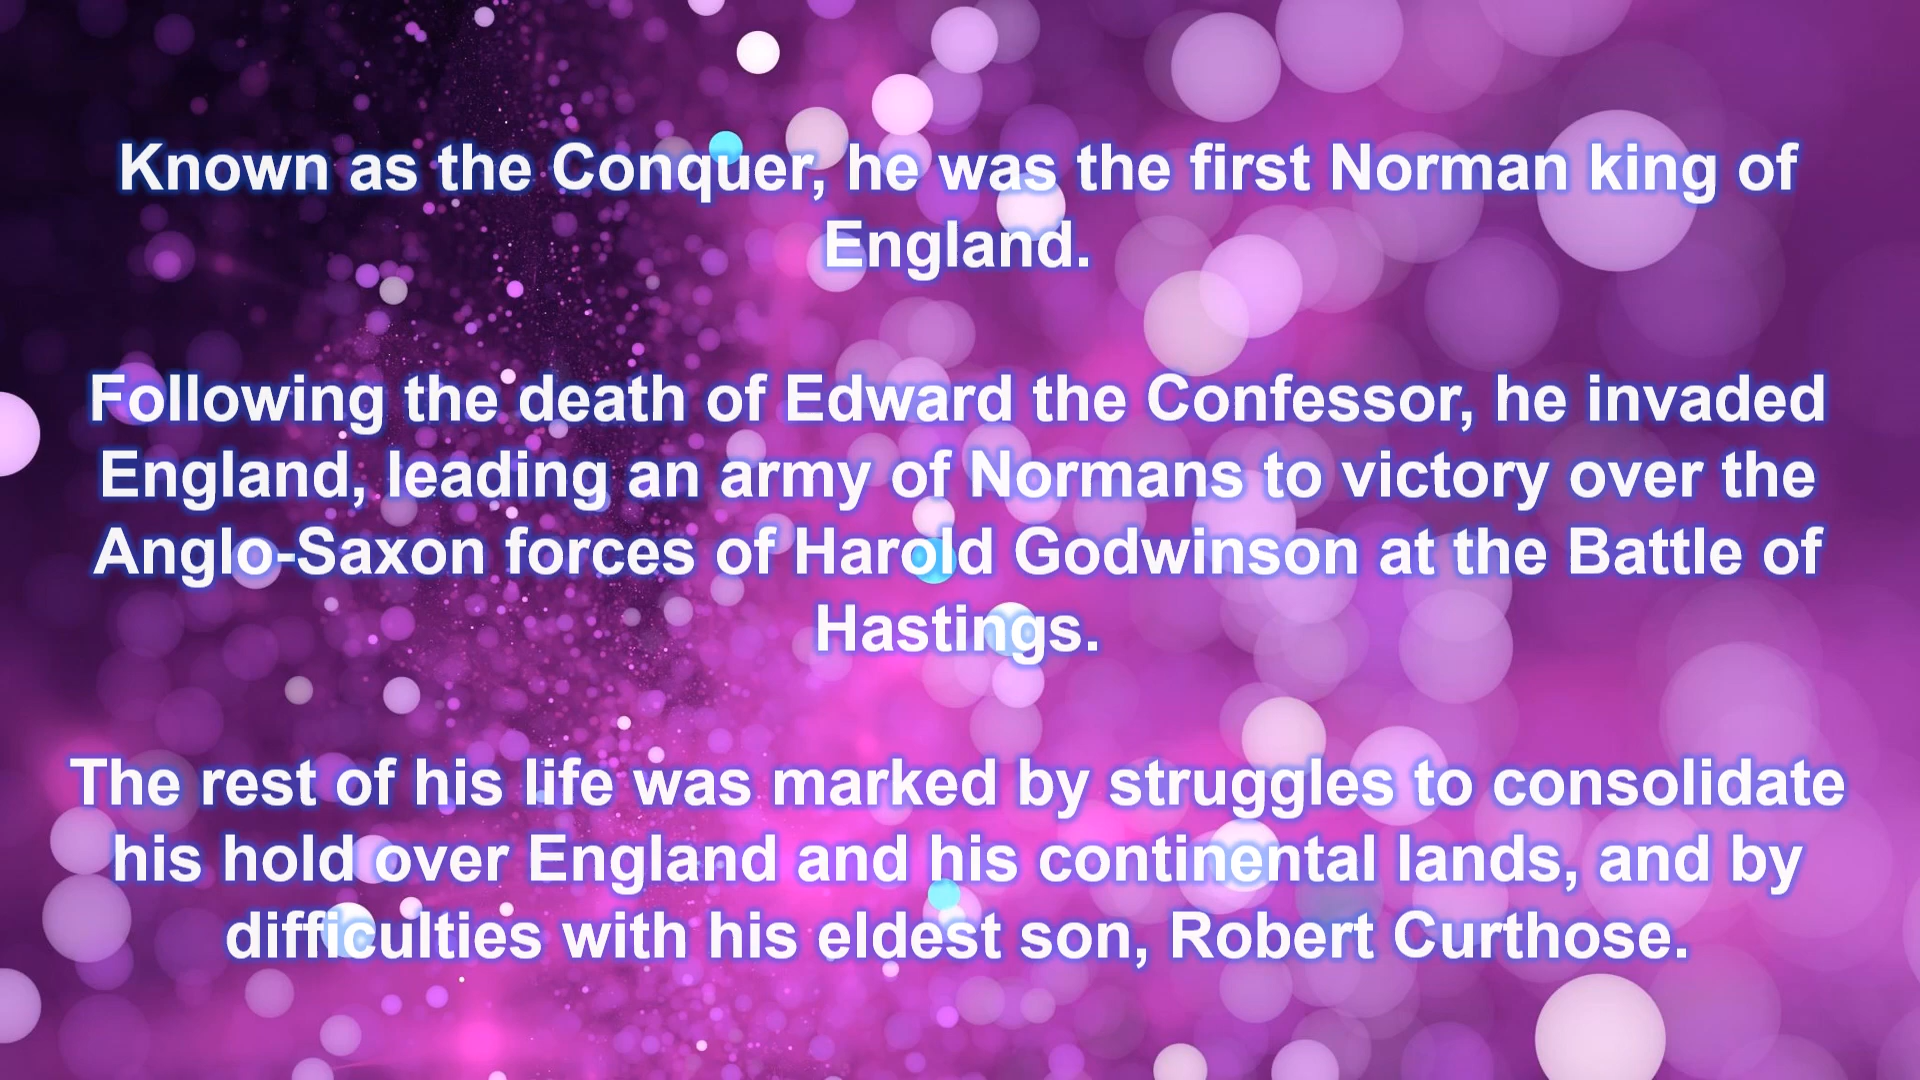 Known as the Conquer, he was the first Norman king of
England.
Following the death of Edward the Confessor, he invaded
England, leading an army of Normans to victory over the
Anglo-Saxon forces of Harold Godwinson at the Battle of
Hastings.
The rest of his life was marked by struggles to consolidate
his hold over England and his continental lands, and by
difficulties with his eldest son, Robert Curthose.